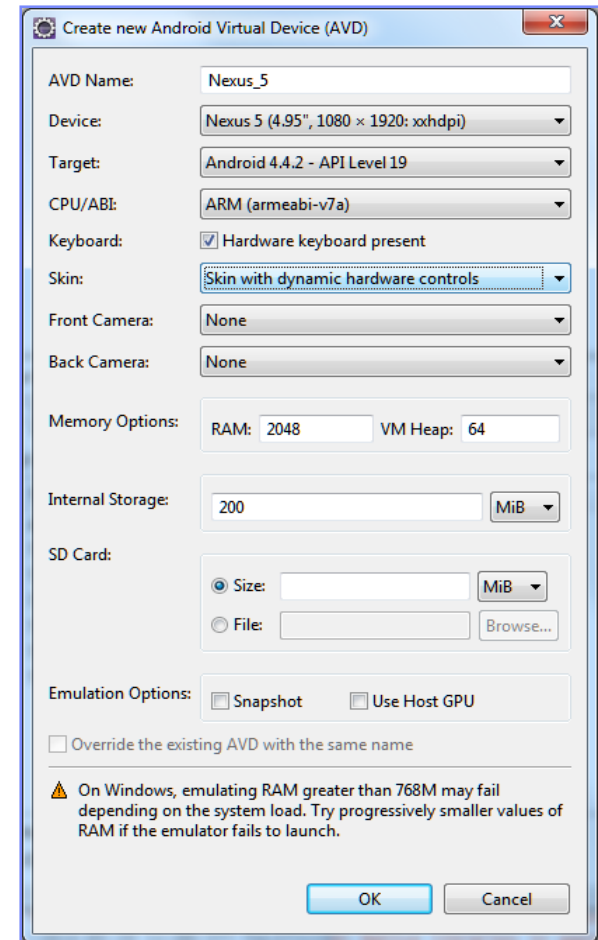 Create new Android Virtual Device (AVD)
AVD Name: Nexus_5
Device: Nexus 5 (4.95", 1080 × 1920: xxhdpi)
Target: Android 4.4.2 - API Level 19
CPU/ABI: ARM (armeabi-v7a)
Keyboard: Hardware keyboard present
Skin: Skin with dynamic hardware controls
Front Camera: None
Back Camera: None
Memory Options: RAM: 2048 VM Heap: 64
Internal Storage: 200 MiB
SD Card:
Size: MiB
File: Browse...
Emulation Options: Snapshot Use Host GPU
Override the existing AVD with the same name
On Windows, emulating RAM greater than 768M may fail
depending on the system load. Try progressively smaller values of
RAM if the emulator fails to launch.
OK Cancel